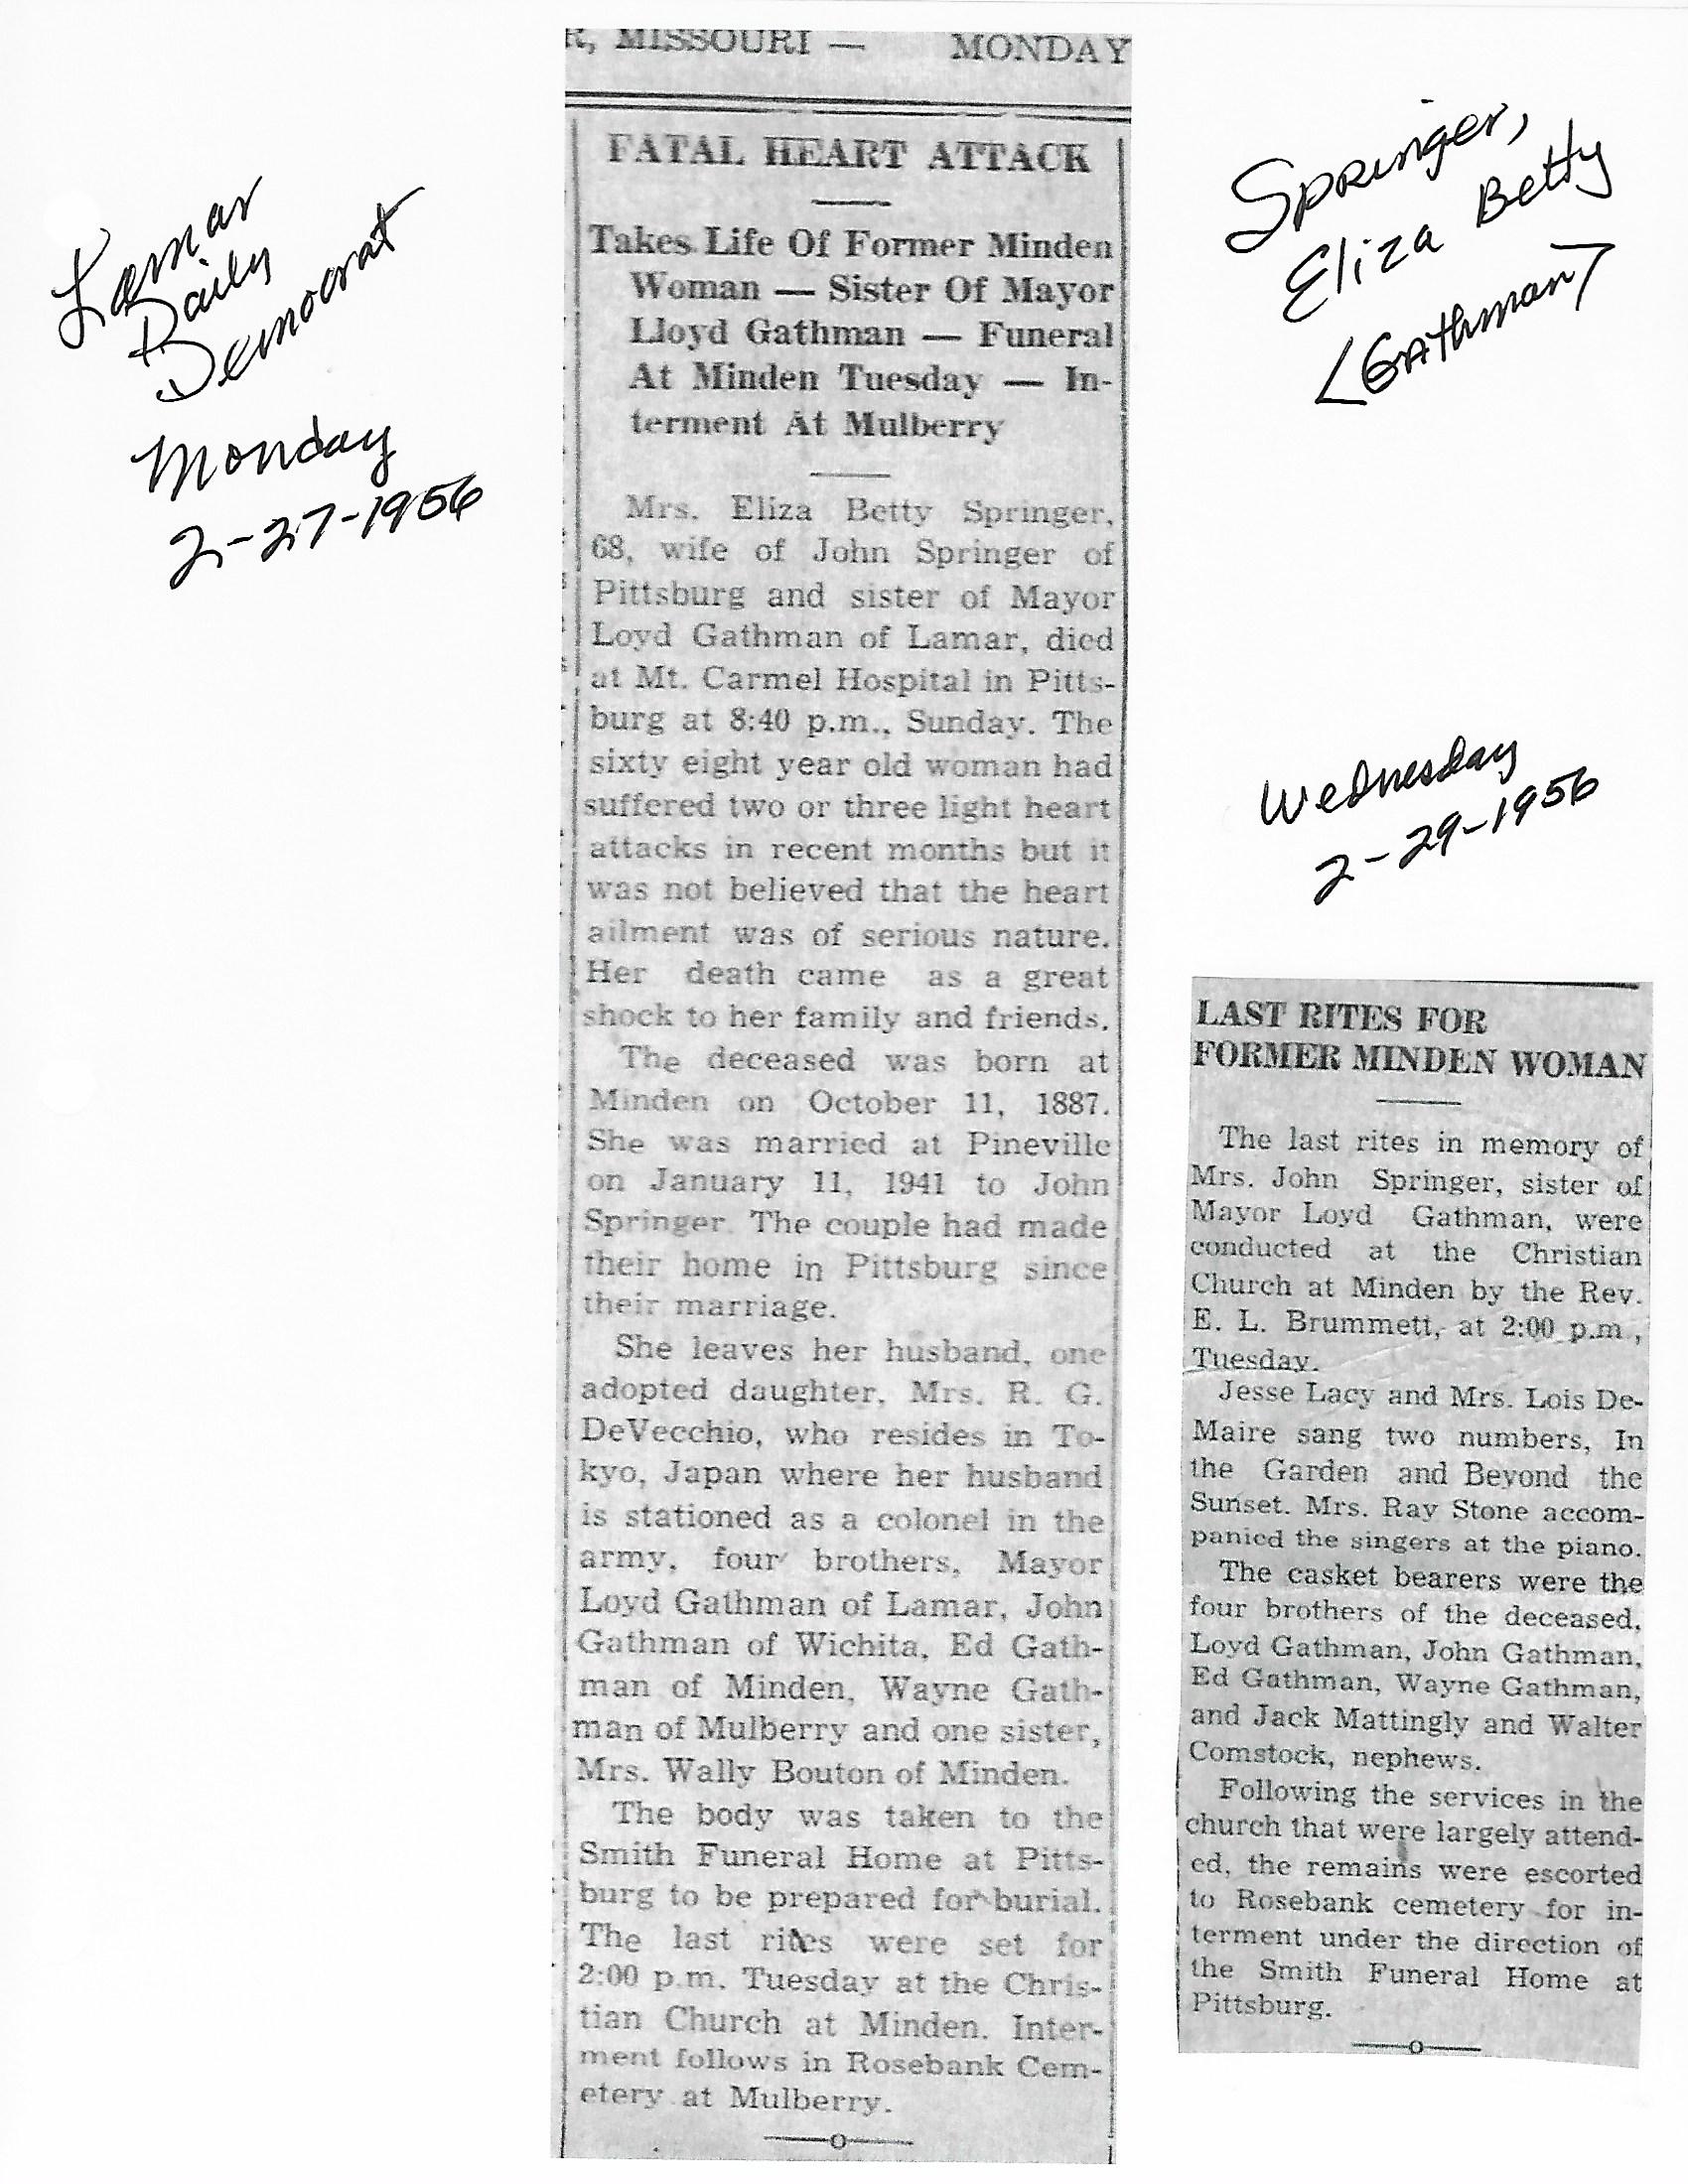 Lamar
Daily
Democrat
Monday
2-27-1956
R, MISSOURI — MONDAY
FATAL HEART ATTACK
Takes Life Of Former Minden
Woman — Sister Of Mayor
Lloyd Gathman — Funeral
At Minden Tuesday — In-
terment At Mulberry
Mrs. Eliza Betty Springer,
68, wife of John Springer of
Pittsburg and sister of Mayor
Loyd Gathman of Lamar, died
at Mt. Carmel Hospital in Pitts-
burg at 8:40 p.m., Sunday. The
sixty eight year old woman had
suffered two or three light heart
attacks in recent months but it
was not believed that the heart
ailment was of serious nature.
Her death came as a great
shock to her family and friends.
The deceased was born at
Minden on October 11, 1887.
She was married at Pineville
on January 11, 1941 to John
Springer. The couple had made
their home in Pittsburg since
their marriage.
She leaves her husband, one
adopted daughter, Mrs. R. G.
DeVecchio, who resides in To-
kyo, Japan where her husband
is stationed as a colonel in the
army, four brothers, Mayor
Loyd Gathman of Lamar, John
Gathman of Wichita, Ed Gath-
man of Minden, Wayne Gath-
man of Mulberry and one sister,
Mrs. Wally Bouton of Minden.
The body was taken to the
Smith Funeral Home at Pitts-
burg to be prepared for burial.
The last rites were set for
2:00 p.m. Tuesday at the Chris-
tian Church at Minden. Inter-
ment follows in Rosebank Cem-
etery at Mulberry.
—o—
Springer,
Eliza Betty
<Gathman>
Wednesday
2-29-1956
LAST RITES FOR
FORMER MINDEN WOMAN
The last rites in memory of
Mrs. John Springer, sister of
Mayor Loyd Gathman, were
conducted at the Christian
Church at Minden by the Rev.
E. L. Brummett, at 2:00 p.m.,
Tuesday.
Jesse Lacy and Mrs. Lois De-
Maire sang two numbers, In
the Garden and Beyond the
Sunset. Mrs. Ray Stone accom-
panied the singers at the piano.
The casket bearers were the
four brothers of the deceased,
Loyd Gathman, John Gathman,
Ed Gathman, Wayne Gathman,
and Jack Mattingly and Walter
Comstock, nephews.
Following the services in the
church that were largely attend-
ed, the remains were escorted
to Rosebank cemetery for in-
terment under the direction of
the Smith Funeral Home at
Pittsburg.
—o—